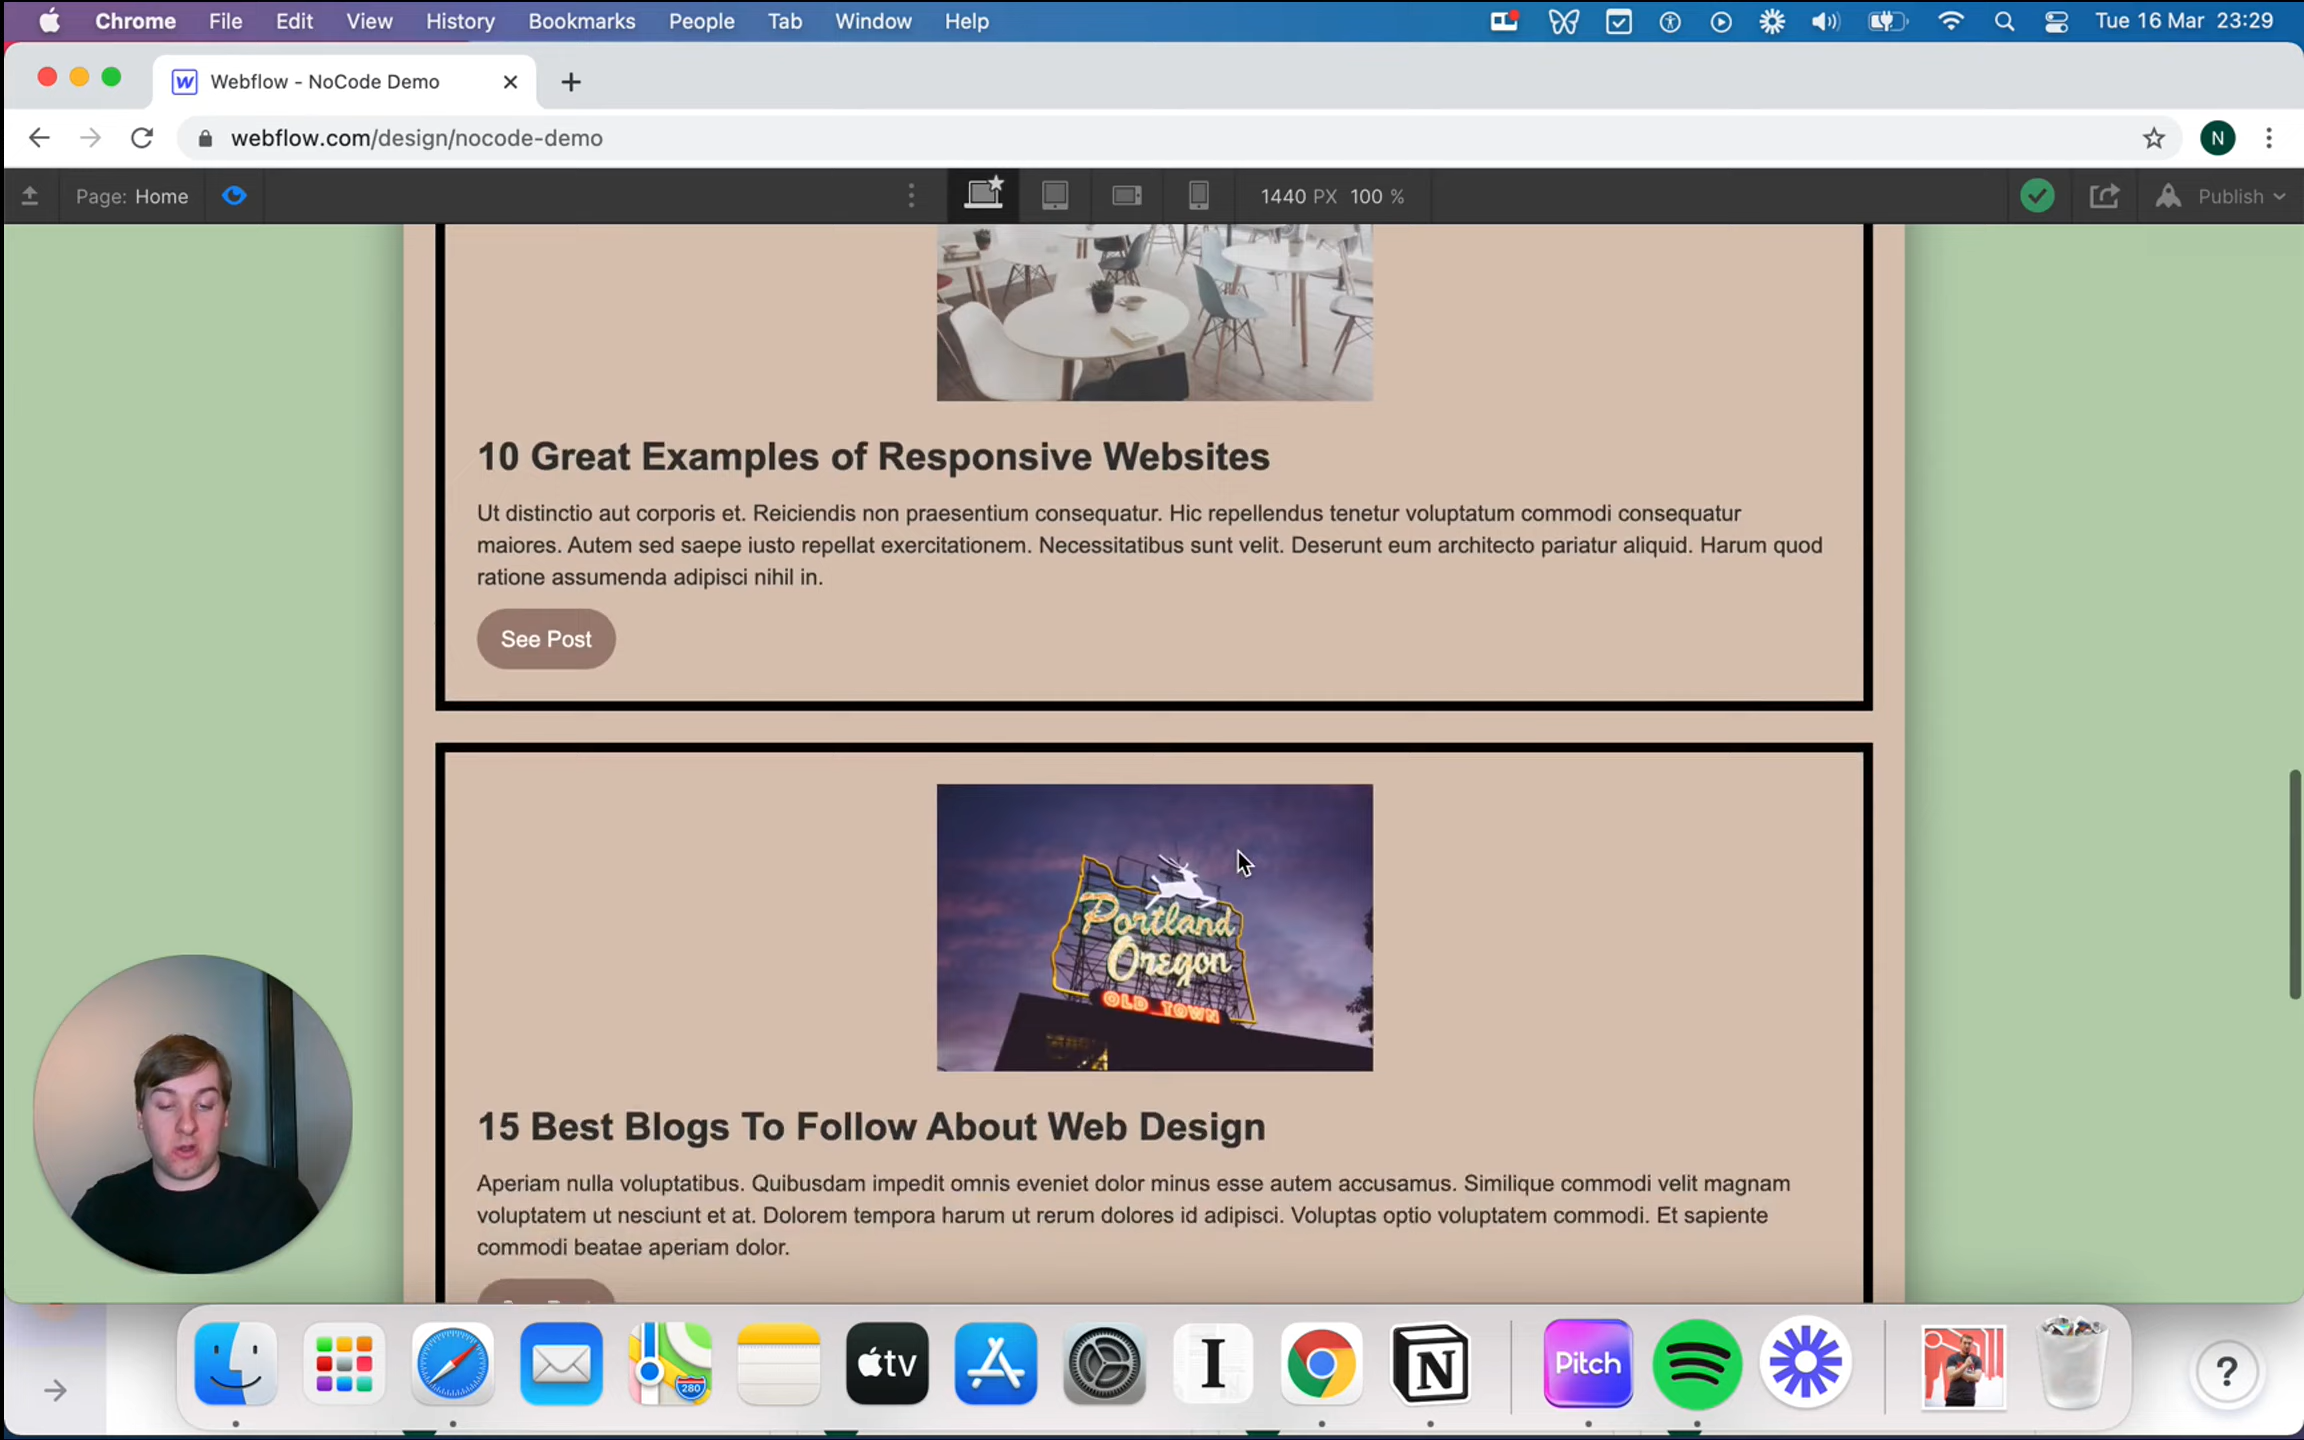 Chrome File Edit View History Bookmarks People Tab Window Help Tue 16 Mar 23:29
W Webflow - NoCode Demo
webflow.com/design/nocode-demo N
Page: Home 1440 PX 100 % Publish
10 Great Examples of Responsive Websites
Ut distinctio aut corporis et. Reiciendis non praesentium consequatur. Hic repellendus tenetur voluptatum commodi consequatur
maiores. Autem sed saepe iusto repellat exercitationem. Necessitatibus sunt velit. Deserunt eum architecto pariatur aliquid. Harum quod
ratione assumenda adipisci nihil in.
See Post
Portland
Oregon
OLD TOWN
15 Best Blogs To Follow About Web Design
Aperiam nulla voluptatibus. Quibusdam impedit omnis eveniet dolor minus esse autem accusamus. Similique commodi velit magnam
voluptatem ut nesciunt et at. Dolorem tempora harum ut rerum dolores id adipisci. Voluptas optio voluptatem commodi. Et sapiente
commodi beatae aperiam dolor.
280 tv I N Pitch ?